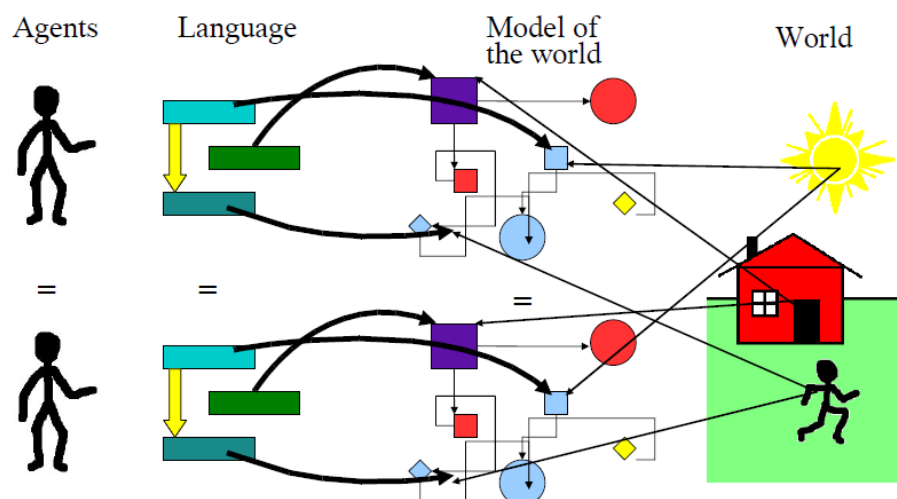 Agents
Language
Model of
the world
World
=
=
=